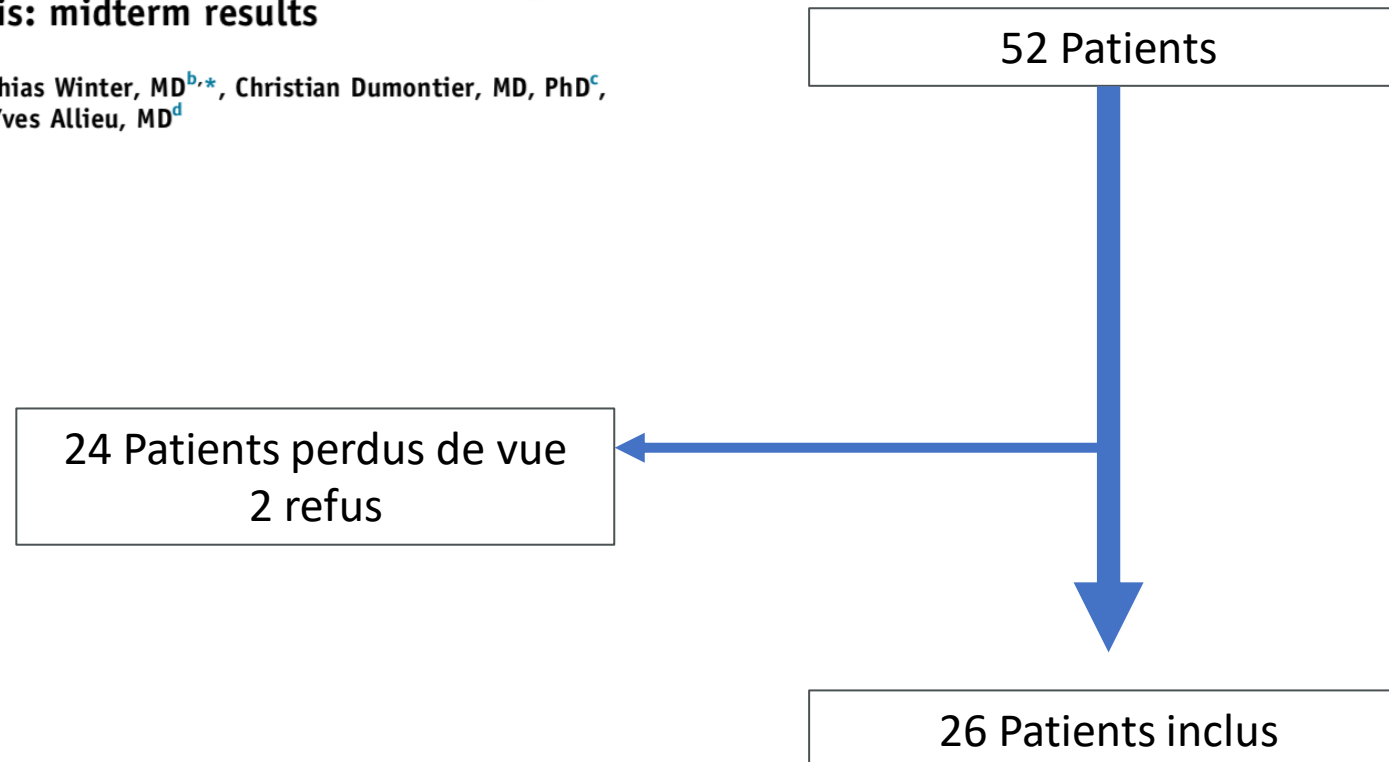 is: midterm results
hias Winter, MDb,*, Christian Dumontier, MD, PhDc,
Yves Allieu, MDd
52 Patients
24 Patients perdus de vue
2 refus
26 Patients inclus